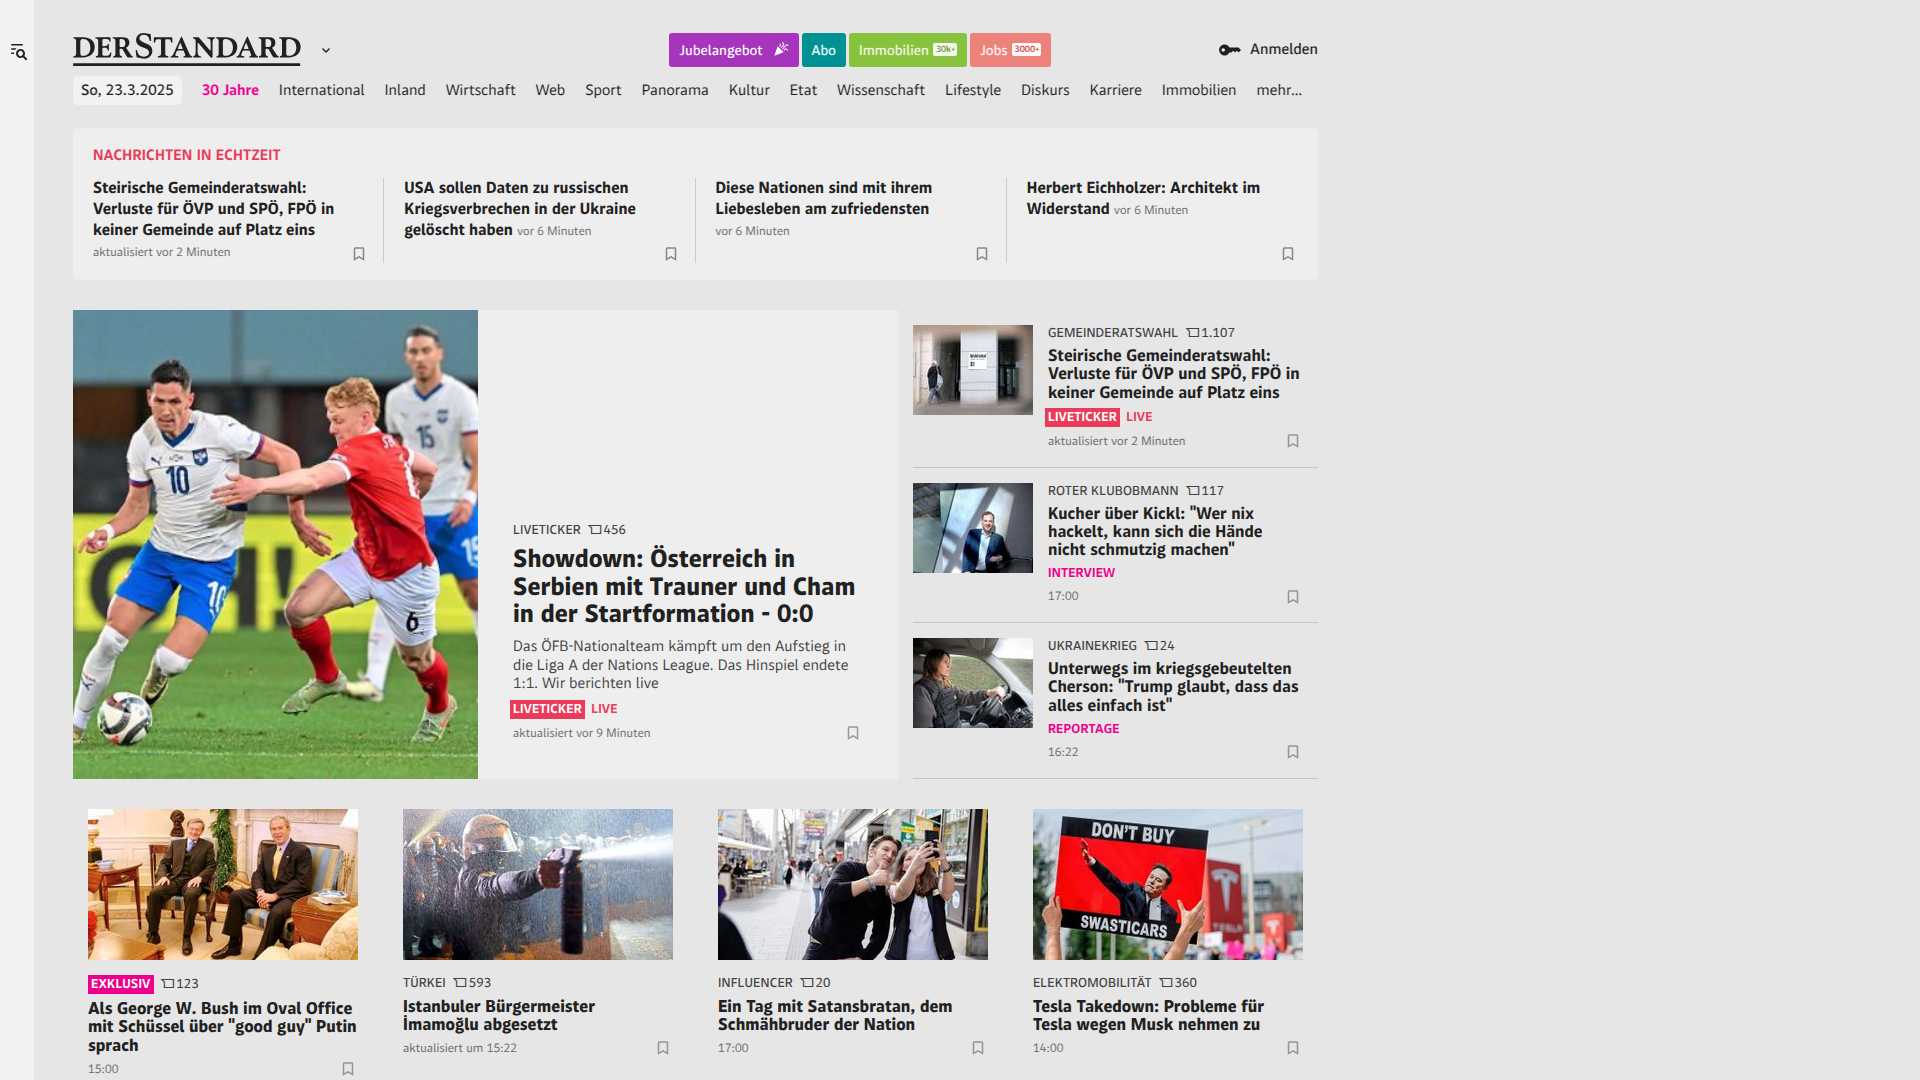 DERSTANDARD
Jubelangebot
Abo
Immobilien 30k+
Jobs 3000+
Anmelden
So, 23.3.2025
30 Jahre
International
Inland
Wirtschaft
Web
Sport
Panorama
Kultur
Etat
Wissenschaft
Lifestyle
Diskurs
Karriere
Immobilien
mehr...
NACHRICHTEN IN ECHTZEIT
Steirische Gemeinderatswahl:
Verluste für ÖVP und SPÖ, FPÖ in
keiner Gemeinde auf Platz eins
aktualisiert vor 2 Minuten
USA sollen Daten zu russischen
Kriegsverbrechen in der Ukraine
gelöscht haben vor 6 Minuten
Diese Nationen sind mit ihrem
Liebesleben am zufriedensten
vor 6 Minuten
Herbert Eichholzer: Architekt im
Widerstand vor 6 Minuten
10
15
10
6
15
LIVETICKER 456
Showdown: Österreich in
Serbien mit Trauner und Cham
in der Startformation - 0:0
Das ÖFB-Nationalteam kämpft um den Aufstieg in
die Liga A der Nations League. Das Hinspiel endete
1:1. Wir berichten live
LIVETICKER LIVE
aktualisiert vor 9 Minuten
GEMEINDERATSWAHL 1.107
Steirische Gemeinderatswahl:
Verluste für ÖVP und SPÖ, FPÖ in
keiner Gemeinde auf Platz eins
LIVETICKER LIVE
aktualisiert vor 2 Minuten
ROTER KLUBOBMANN 117
Kucher über Kickl: "Wer nix
hackelt, kann sich die Hände
nicht schmutzig machen"
INTERVIEW
17:00
UKRAINEKRIEG 24
Unterwegs im kriegsgebeutelten
Cherson: "Trump glaubt, dass das
alles einfach ist"
REPORTAGE
16:22
EXKLUSIV 123
Als George W. Bush im Oval Office
mit Schüssel über "good guy" Putin
sprach
15:00
TÜRKEI 593
Istanbuler Bürgermeister
İmamoğlu abgesetzt
aktualisiert um 15:22
INFLUENCER 20
Ein Tag mit Satansbratan, dem
Schmähbruder der Nation
17:00
DON'T BUY
SWASTICARS
TESLA
ELEKTROMOBILITÄT 360
Tesla Takedown: Probleme für
Tesla wegen Musk nehmen zu
14:00